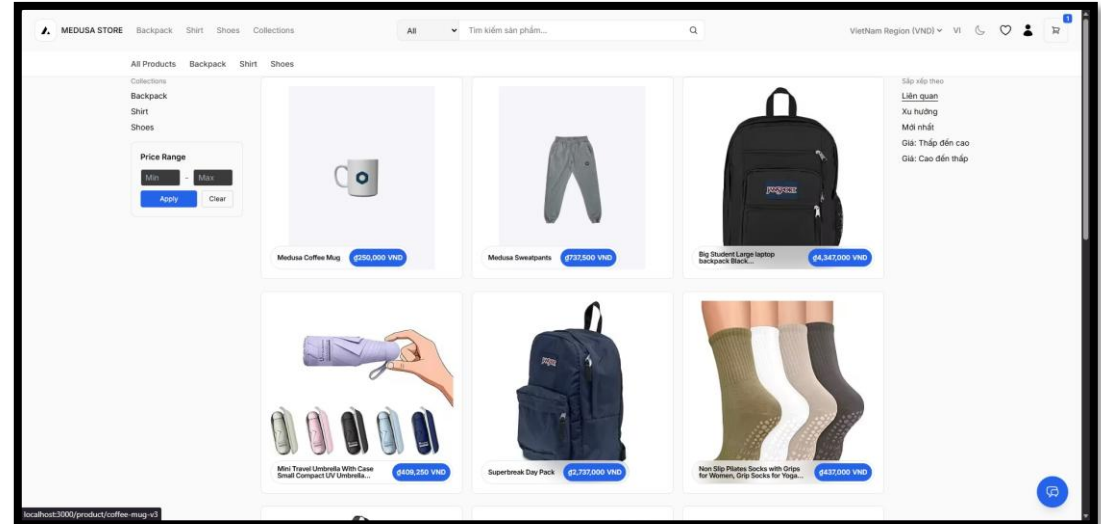 MEDUSA STORE Backpack Shirt Shoes Collections All Tìm kiếm sản phẩm... VietNam Region (VND) VI 1
All Products Backpack Shirt Shoes
Collections
Backpack
Shirt
Shoes
Price Range
Min - Max
Apply Clear
Sắp xếp theo
Liên quan
Xu hướng
Mới nhất
Giá: Thấp đến cao
Giá: Cao đến thấp
JANSPORT
Medusa Coffee Mug ₫250,000 VND
Medusa Sweatpants ₫737,500 VND
Big Student Large laptop
backpack Black... ₫4,347,000 VND
Mini Travel Umbrella With Case
Small Compact UV Umbrella... ₫409,250 VND
Superbreak Day Pack ₫2,737,000 VND
Non Slip Pilates Socks with Grips
for Women, Grip Socks for Yoga... ₫437,000 VND
localhost:3000/product/coffee-mug-v3